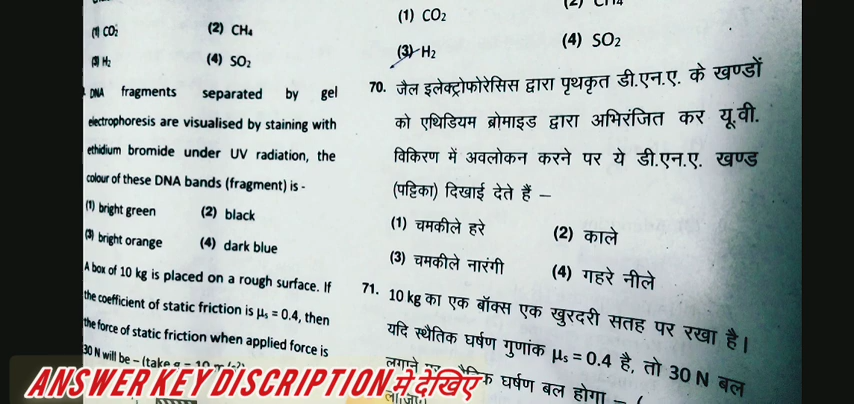 (1) CO₂ (2) CH₄
(3) H₂ (4) SO₂
DNA fragments separated by gel
electrophoresis are visualised by staining with
ethidium bromide under UV radiation, the
colour of these DNA bands (fragment) is -
(1) bright green (2) black
(3) bright orange (4) dark blue
A box of 10 kg is placed on a rough surface. If
the coefficient of static friction is μₛ = 0.4, then
the force of static friction when applied force is
30 N will be – (take
(1) CO₂ (2) CH₄
(3) H₂ (4) SO₂
70. जैल इलेक्ट्रोफोरेसिस द्वारा पृथकृत डी.एन.ए. के खण्डों
को एथिडियम ब्रोमाइड द्वारा अभिरंजित कर यू.वी.
विकिरण में अवलोकन करने पर ये डी.एन.ए. खण्ड
(पट्टिका) दिखाई देते हैं –
(1) चमकीले हरे (2) काले
(3) चमकीले नारंगी (4) गहरे नीले
71. 10 kg का एक बॉक्स एक खुरदरी सतह पर रखा है।
यदि स्थैतिक घर्षण गुणांक μₛ = 0.4 है, तो 30 N बल
लगाने घर्षण बल होगा –
ANSWER KEY DISCRIPTION मे देखिए